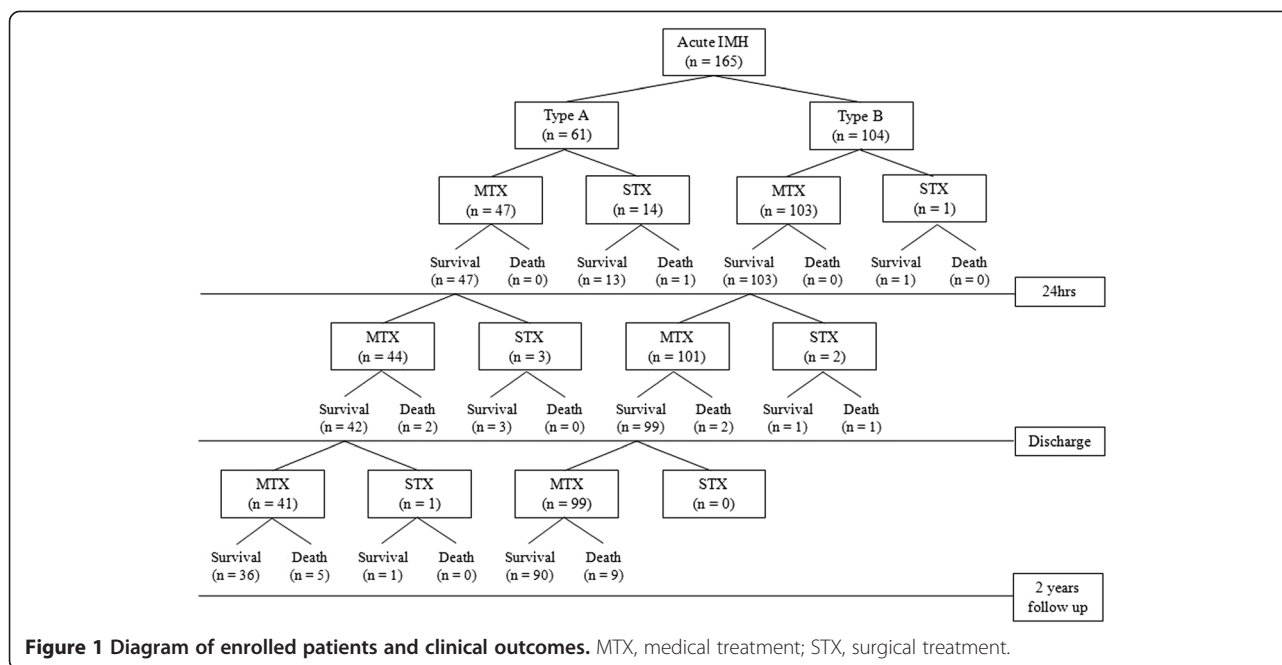 Acute IMH
(n = 165)
Type A
(n = 61)
Type B
(n = 104)
MTX
(n = 47)
STX
(n = 14)
MTX
(n = 103)
STX
(n = 1)
Survival
(n = 47)
Death
(n = 0)
Survival
(n = 13)
Death
(n = 1)
Survival
(n = 103)
Death
(n = 0)
Survival
(n = 1)
Death
(n = 0)
24hrs
MTX
(n = 44)
STX
(n = 3)
MTX
(n = 101)
STX
(n = 2)
Survival
(n = 42)
Death
(n = 2)
Survival
(n = 3)
Death
(n = 0)
Survival
(n = 99)
Death
(n = 2)
Survival
(n = 1)
Death
(n = 1)
Discharge
MTX
(n = 41)
STX
(n = 1)
MTX
(n = 99)
STX
(n = 0)
Survival
(n = 36)
Death
(n = 5)
Survival
(n = 1)
Death
(n = 0)
Survival
(n = 90)
Death
(n = 9)
2 years
follow up
Figure 1 Diagram of enrolled patients and clinical outcomes. MTX, medical treatment; STX, surgical treatment.